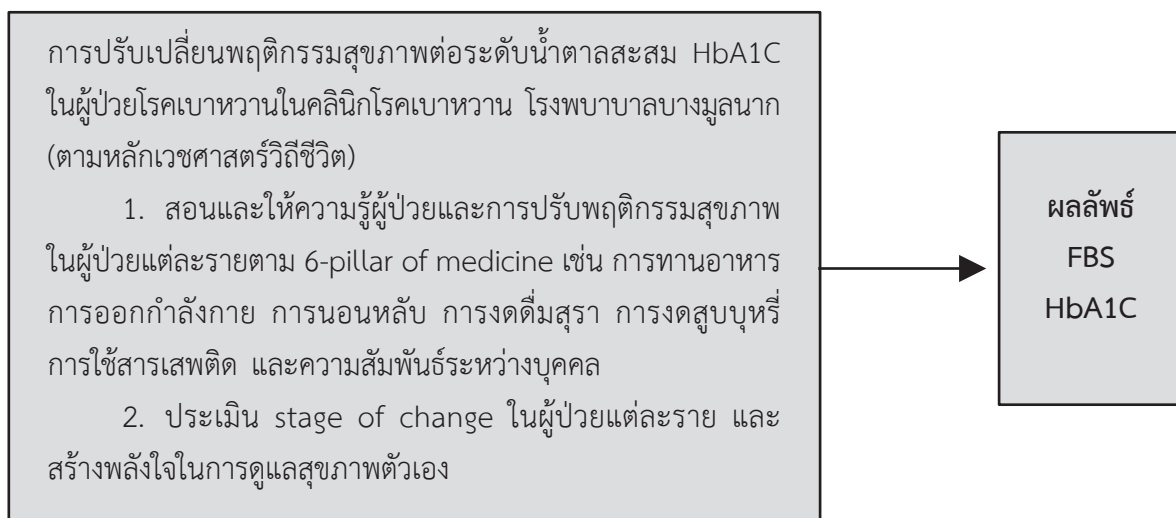 การปรับเปลี่ยนพฤติกรรมสุขภาพต่อระดับน้ำตาลสะสม HbA1C
ในผู้ป่วยโรคเบาหวานในคลินิกโรคเบาหวาน โรงพบาบาลบางมูลนาก
(ตามหลักเวชศาสตร์วิถีชีวิต)
1. สอนและให้ความรู้ผู้ป่วยและการปรับพฤติกรรมสุขภาพ
ในผู้ป่วยแต่ละรายตาม 6-pillar of medicine เช่น การทานอาหาร
การออกกำลังกาย การนอนหลับ การงดดื่มสุรา การงดสูบบุหรี่
การใช้สารเสพติด และความสัมพันธ์ระหว่างบุคคล
2. ประเมิน stage of change ในผู้ป่วยแต่ละราย และ
สร้างพลังใจในการดูแลสุขภาพตัวเอง
ผลลัพธ์
FBS
HbA1C